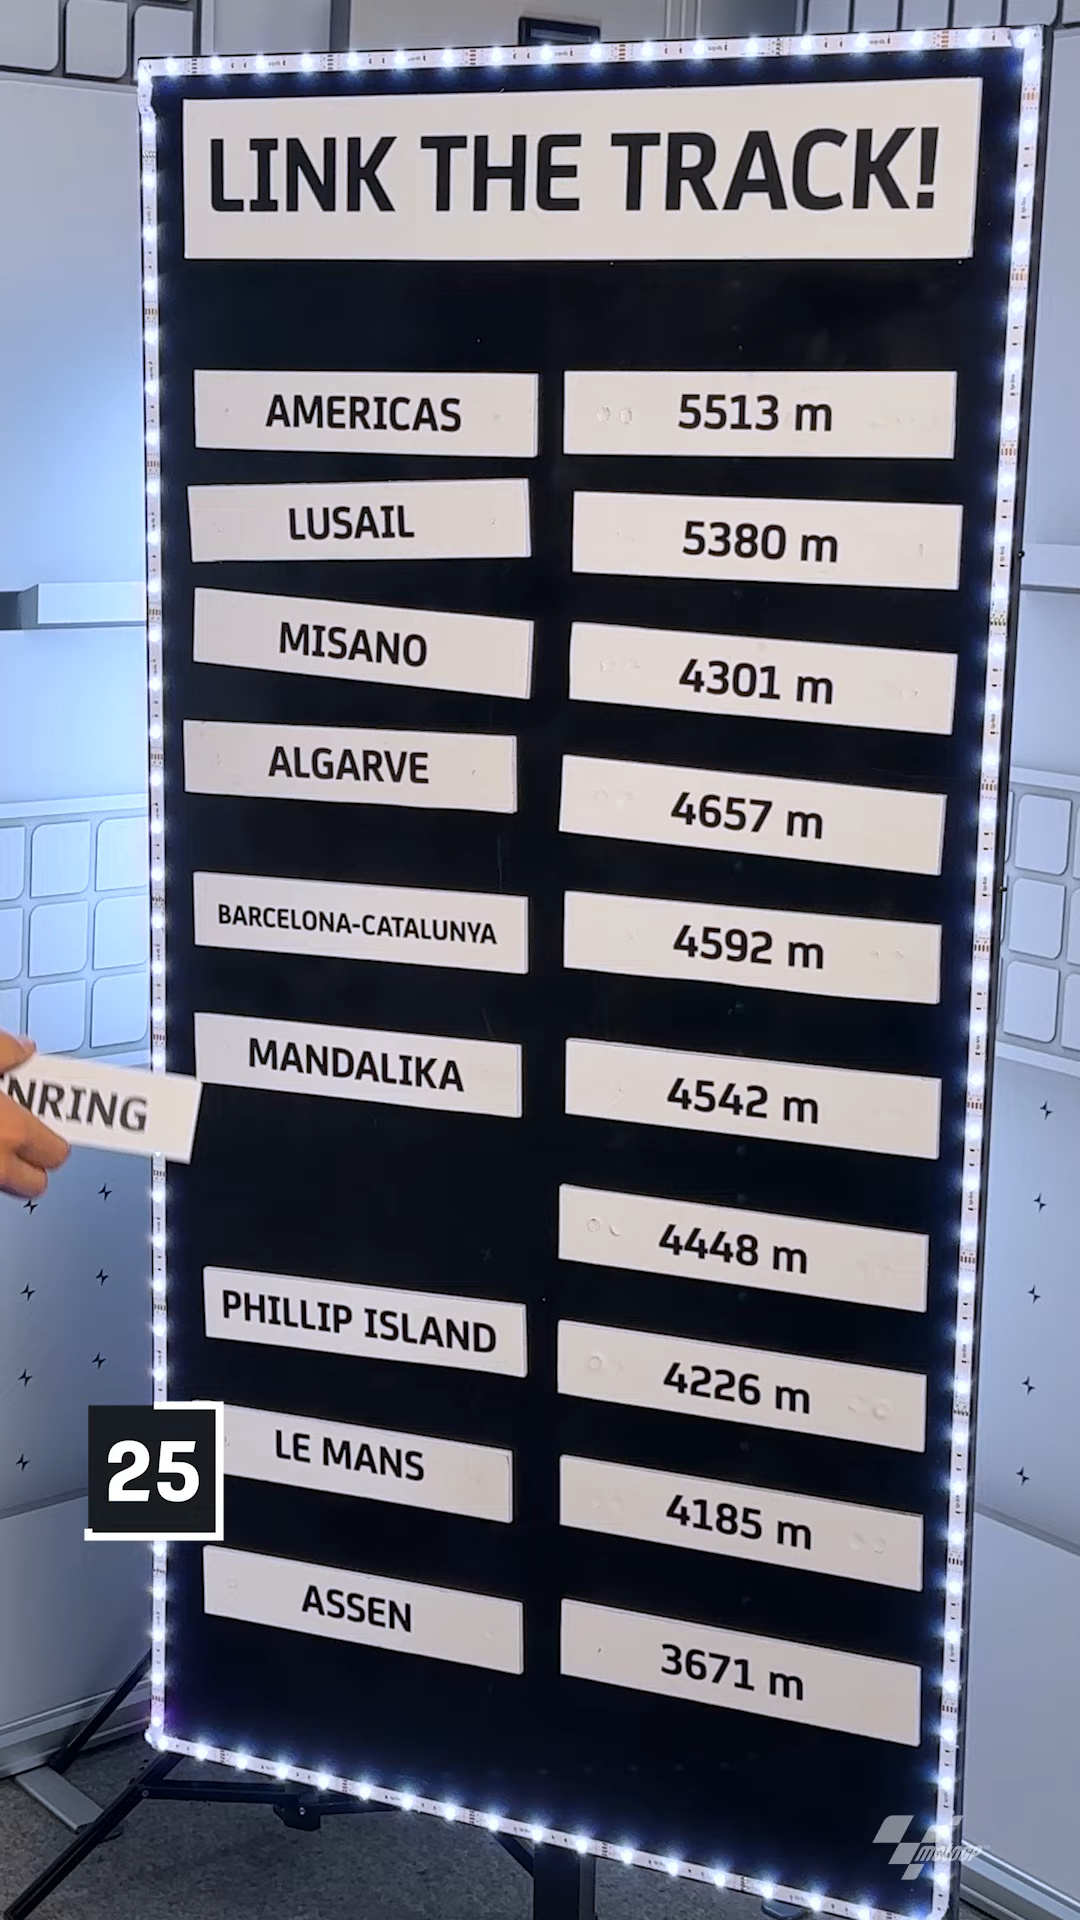 LINK THE TRACK!
AMERICAS
5513 m
LUSAIL
5380 m
MISANO
4301 m
ALGARVE
4657 m
BARCELONA-CATALUNYA
4592 m
MANDALIKA
4542 m
NRING
4448 m
PHILLIP ISLAND
4226 m
25
LE MANS
4185 m
ASSEN
3671 m
MotoGP™